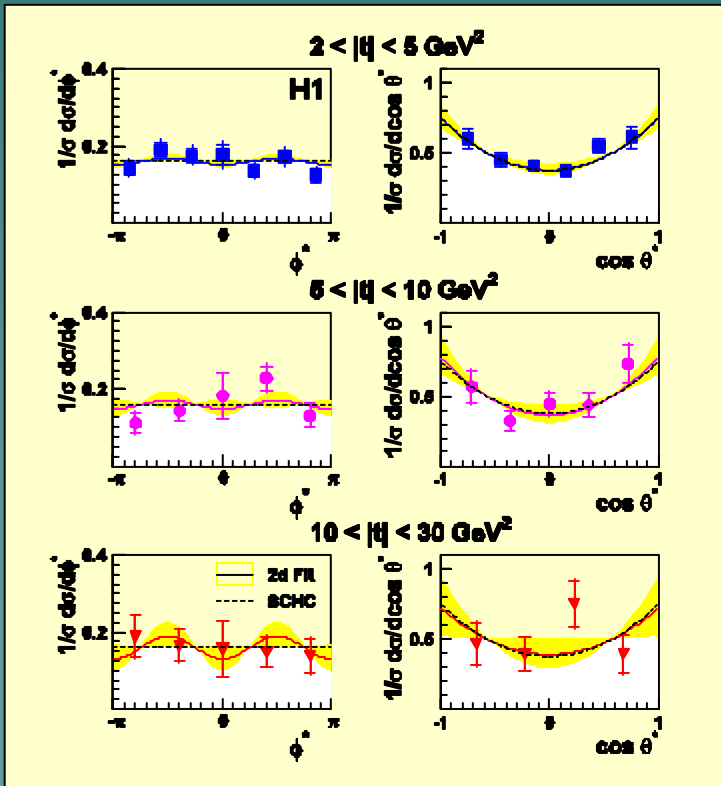 2 < |t| < 5 GeV²
1/σ dσ/dϕ*
0.4
0.2
H1
-π 0 π
ϕ*
1/σ dσ/dcos θ*
1
0.5
-1 0 1
cos θ*
5 < |t| < 10 GeV²
1/σ dσ/dϕ*
0.4
0.2
-π 0 π
ϕ*
1/σ dσ/dcos θ*
1
0.5
-1 0 1
cos θ*
10 < |t| < 30 GeV²
1/σ dσ/dϕ*
0.4
0.2
2d Fit
SCHC
-π 0 π
ϕ*
1/σ dσ/dcos θ*
1
0.5
-1 0 1
cos θ*